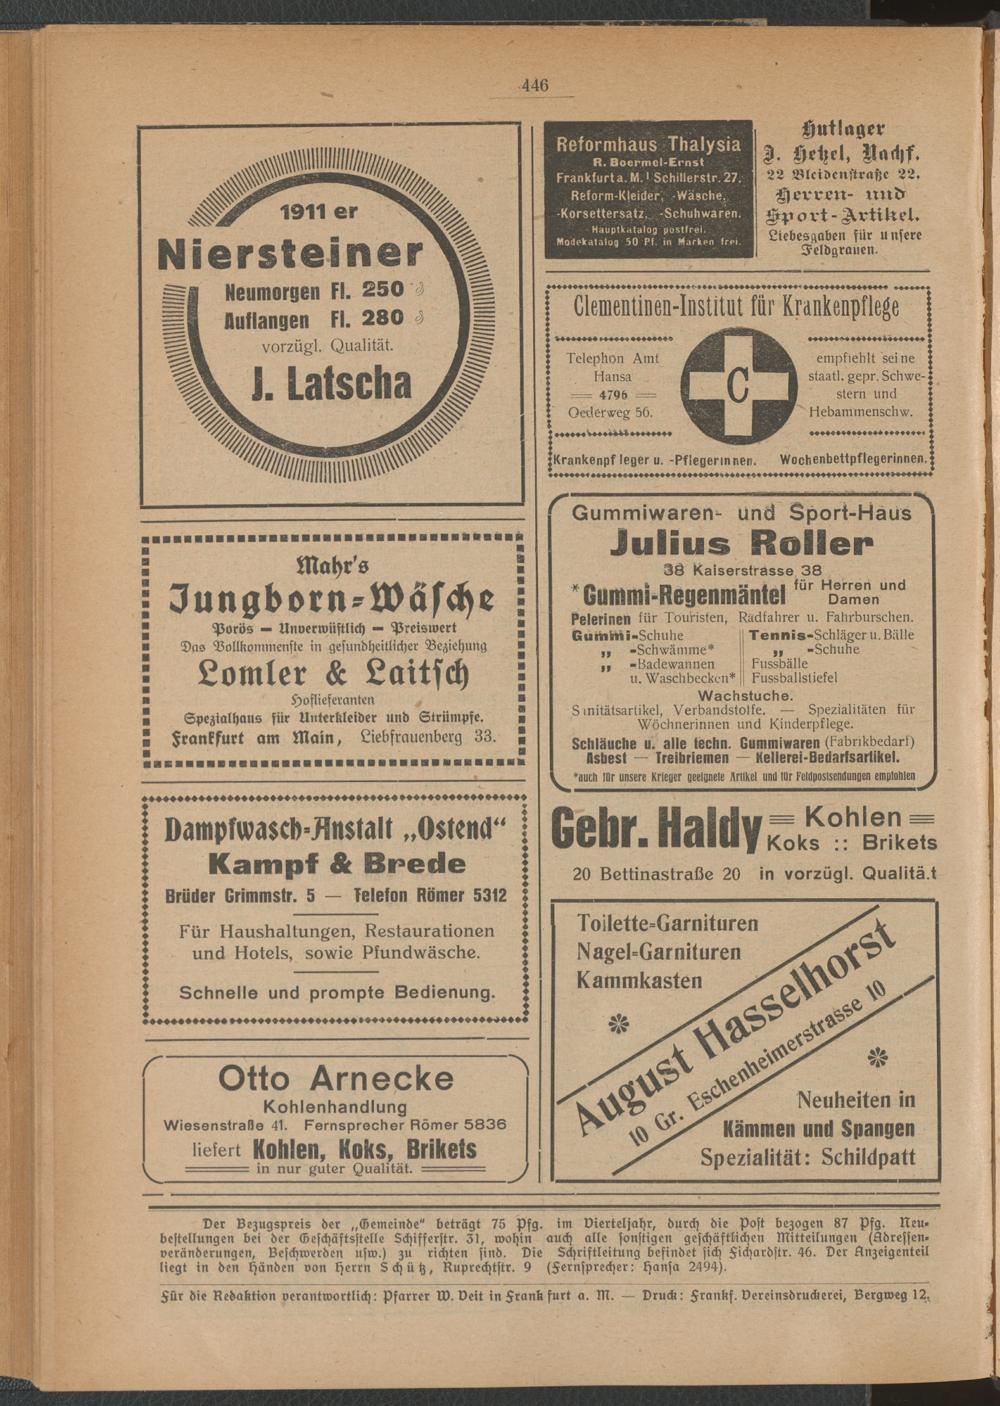 446
1911 er
Niersteiner
Neumorgen Fl. 250
Auflangen Fl. 280
vorzügl. Qualität.
J. Latscha
Mahr's
Jungborn-Wäsche
Porös — Unverwüstlich — Preiswert
Das Vollkommenste in gesundheitlicher Beziehung
Lomler & Laitsch
Hoflieferanten
Spezialhaus für Unterkleider und Strümpfe.
Frankfurt am Main, Liebfrauenberg 33.
Dampfwasch-Anstalt „Ostend“
Kampf & Brede
Brüder Grimmstr. 5 — Telefon Römer 5312
Für Haushaltungen, Restaurationen
und Hotels, sowie Pfundwäsche.
Schnelle und prompte Bedienung.
Otto Arnecke
Kohlenhandlung
Wiesenstraße 41. Fernsprecher Römer 5836
liefert Kohlen, Koks, Brikets
in nur guter Qualität.
Reformhaus Thalysia
R. Boermel-Ernst
Frankfurt a. M. Schillerstr. 27.
Reform-Kleider, -Wäsche,
-Korsettersatz, -Schuhwaren.
Hauptkatalog postfrei.
Modekatalog 50 Pf. in Marken frei.
Hutlager
J. Hetzel, Nachf.
22 Bleidenstraße 22.
Herren- und
Sport-Artikel.
Liebesgaben für unsere
Feldgrauen.
Clementinen-Institut für Krankenpflege
Telephon Amt
Hansa
4796
Oederweg 56.
C
empfiehlt seine
staatl. gepr. Schwe-
stern und
Hebammenschw.
Krankenpfleger u. -Pflegerinnen. Wochenbettpflegerinnen.
Gummiwaren- und Sport-Haus
Julius Roller
38 Kaiserstrasse 38
*Gummi-Regenmäntel für Herren und Damen
Pelerinen für Touristen, Radfahrer u. Fahrburschen.
Gummi-Schuhe
„ -Schwämme*
„ -Badewannen
u. Waschbecken*
Tennis-Schläger u. Bälle
„ -Schuhe
Fussbälle
Fussballstiefel
Wachstuche.
Sanitätsartikel, Verbandstoffe. — Spezialitäten für
Wöchnerinnen und Kinderpflege.
Schläuche u. alle techn. Gummiwaren (Fabrikbedarf)
Asbest — Treibriemen — Kellerei-Bedarfsartikel.
*auch für unsere Krieger geeignete Artikel und für Feldpostsendungen empfohlen
Gebr. Haldy Kohlen
Koks :: Brikets
20 Bettinastraße 20 in vorzügl. Qualitä.t
Toilette-Garnituren
Nagel-Garnituren
Kammkasten
August Hasselhorst
10 Gr. Eschenheimerstrasse 10
Neuheiten in
Kämmen und Spangen
Spezialität: Schildpatt
Der Bezugspreis der „Gemeinde“ beträgt 75 Pfg. im Vierteljahr, durch die Post bezogen 87 Pfg. Neu-
bestellungen bei der Geschäftsstelle Schifferstr. 31, wohin auch alle sonstigen geschäftlichen Mitteilungen (Adressen-
veränderungen, Beschwerden usw.) zu richten sind. Die Schriftleitung befindet sich Fichardstr. 46. Der Anzeigenteil
liegt in den Händen von Herrn Schütz, Ruprechtstr. 9 (Fernsprecher: Hansa 2494).
Für die Redaktion verantwortlich: Pfarrer W. Veit in Frankfurt a. M. — Druck: Frankf. Vereinsdruckerei, Bergweg 12.